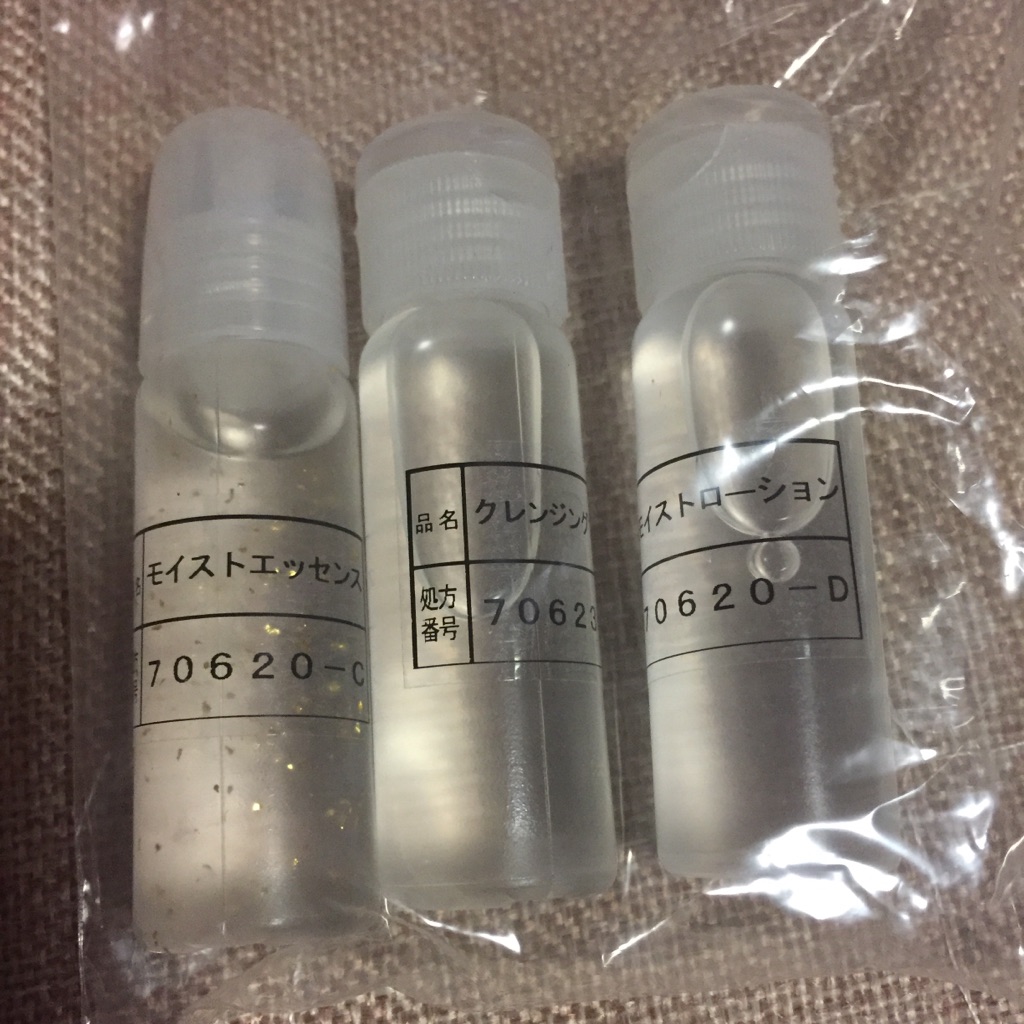 モイストエッセンス
70620-C
品名 クレンジング
処方番号 70623
モイストローション
70620-D